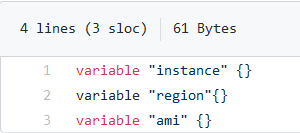 4 lines (3 sloc) | 61 Bytes
1 variable "instance" {}
2 variable "region"{}
3 variable "ami" {}